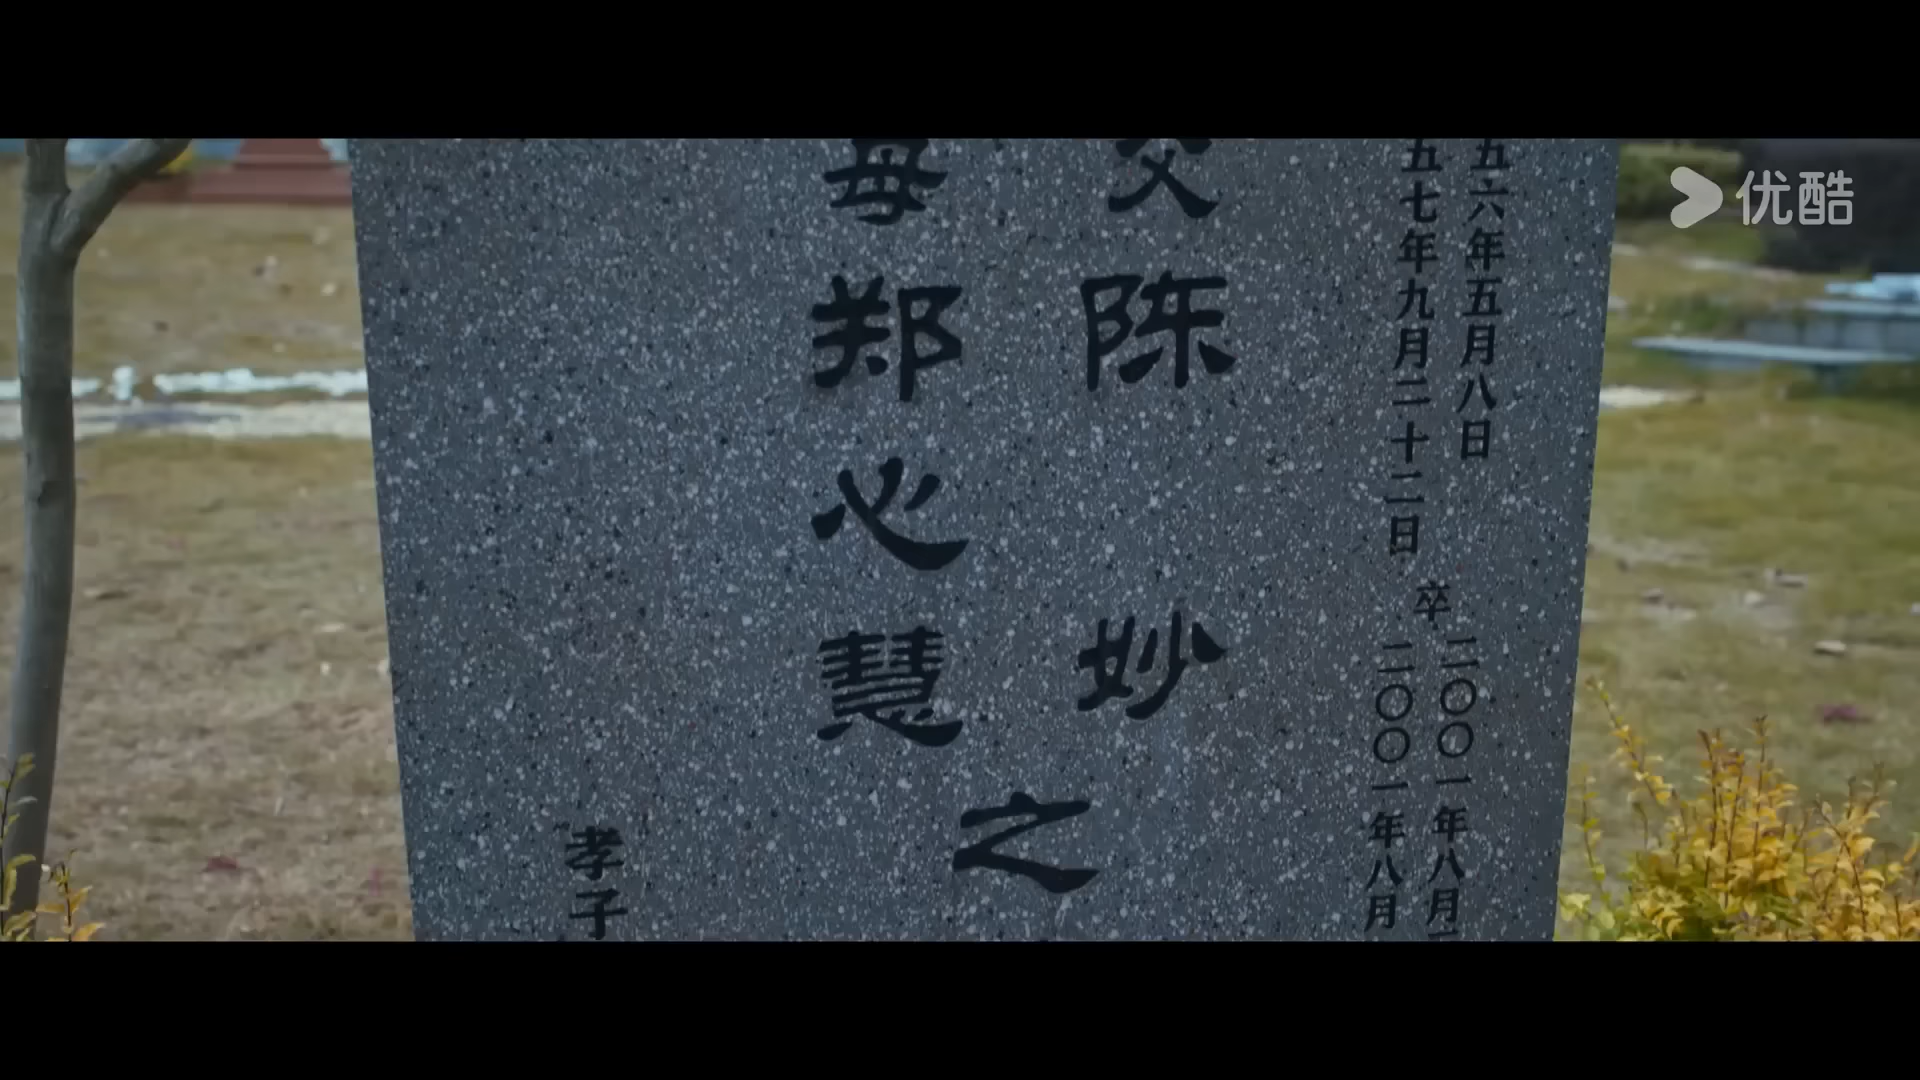 五六年五月八日
五七年九月二十二日
卒
二〇〇一年八月
二〇〇一年八月
父陈妙
母郑心慧
之
孝子
优酷